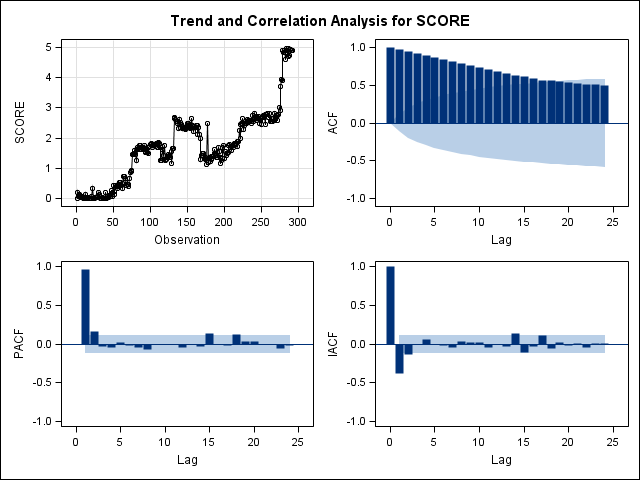 Trend and Correlation Analysis for SCORE
SCORE
5
4
3
2
1
0
0 50 100 150 200 250 300
Observation
ACF
1.0
0.5
0.0
-0.5
-1.0
0 5 10 15 20 25
Lag
PACF
1.0
0.5
0.0
-0.5
-1.0
0 5 10 15 20 25
Lag
IACF
1.0
0.5
0.0
-0.5
-1.0
0 5 10 15 20 25
Lag